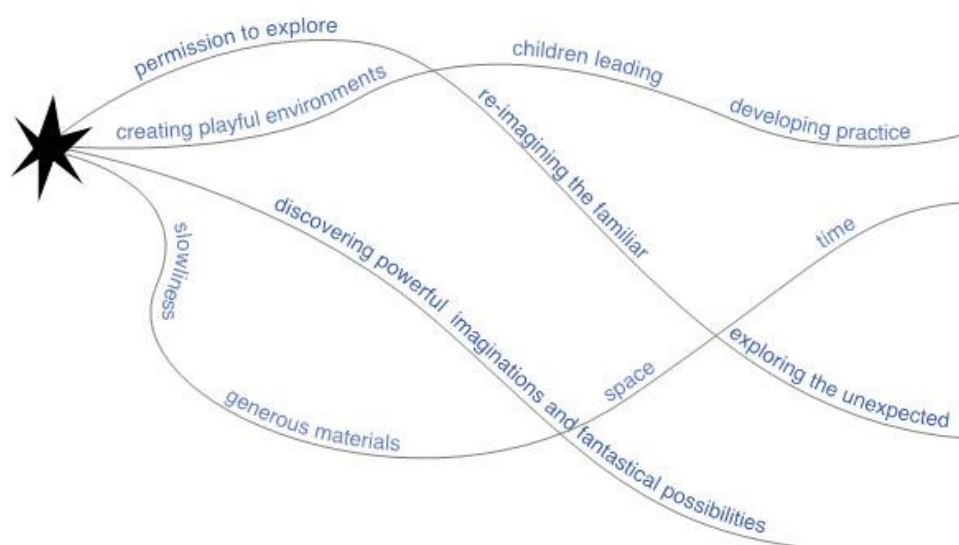 permission to explore
re-imagining the familiar
exploring the unexpected
creating playful environments
children leading
developing practice
discovering powerful imaginations and fantastical possibilities
slowliness
generous materials
space
time